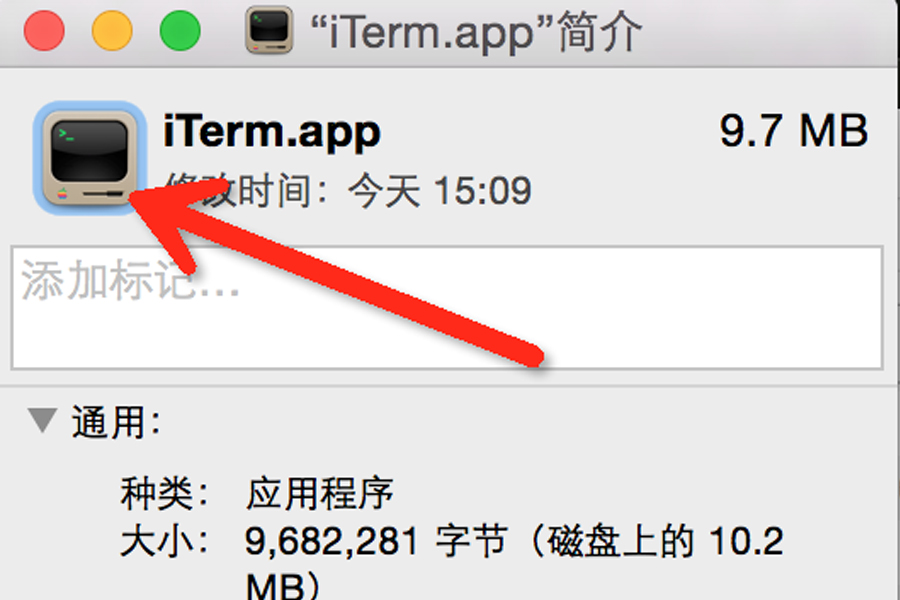 “iTerm.app”简介
iTerm.app
9.7 MB
修改时间：今天 15:09
添加标记...
通用：
种类： 应用程序
大小： 9,682,281 字节（磁盘上的 10.2
MB）